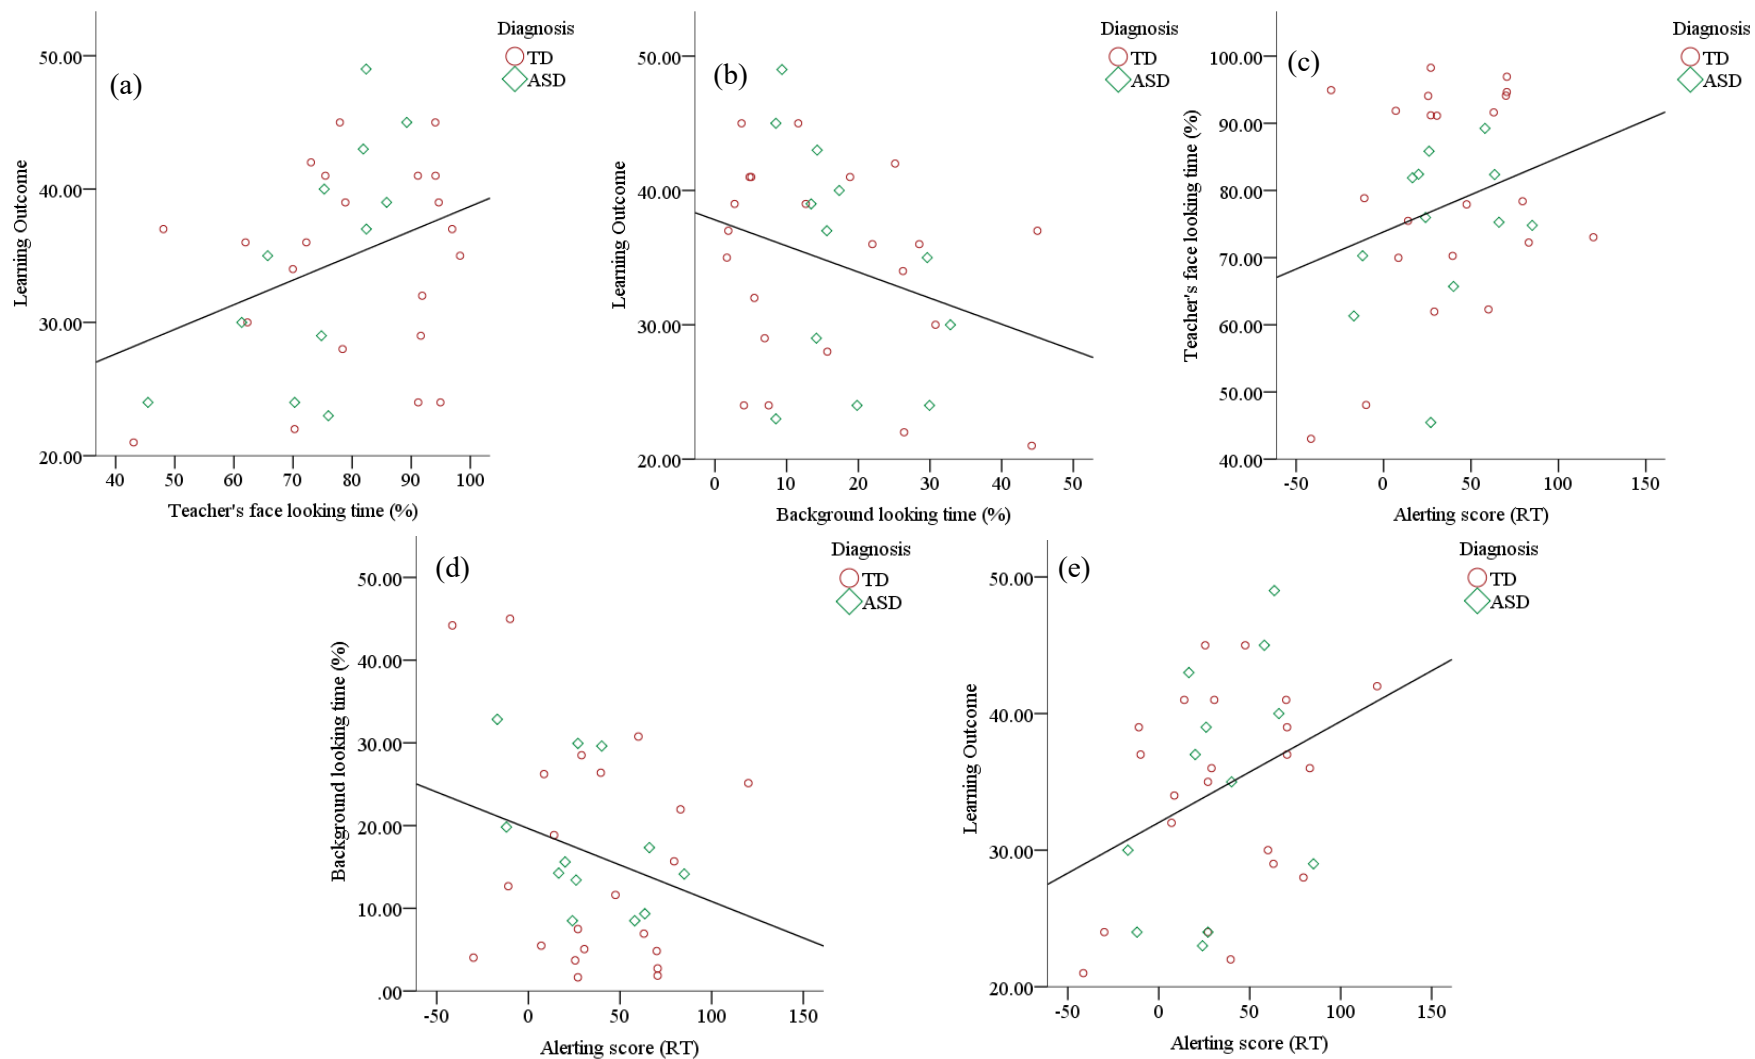 Diagnosis
TD
ASD
(a)
50.00
40.00
30.00
20.00
Learning Outcome
40 50 60 70 80 90 100
Teacher's face looking time (%)
Diagnosis
TD
ASD
(b)
50.00
40.00
30.00
20.00
Learning Outcome
0 10 20 30 40 50
Background looking time (%)
Diagnosis
TD
ASD
(c)
100.00
90.00
80.00
70.00
60.00
50.00
40.00
Teacher's face looking time (%)
-50 0 50 100 150
Alerting score (RT)
Diagnosis
TD
ASD
(d)
50.00
40.00
30.00
20.00
10.00
.00
Background looking time (%)
-50 0 50 100 150
Alerting score (RT)
Diagnosis
TD
ASD
(e)
50.00
40.00
30.00
20.00
Learning Outcome
-50 0 50 100 150
Alerting score (RT)